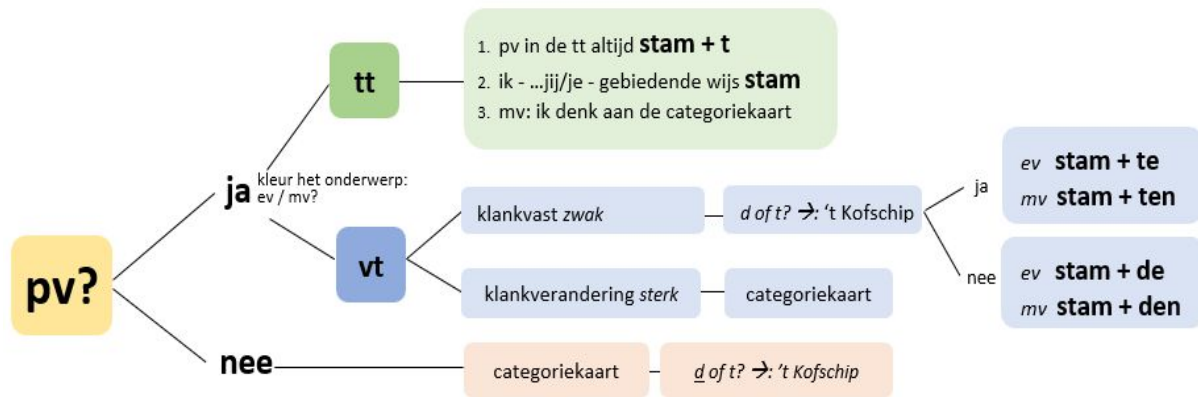 pv?
ja
kleur het onderwerp:
ev / mv?
tt
1. pv in de tt altijd stam + t
2. ik - ...jij/je - gebiedende wijs stam
3. mv: ik denk aan de categoriekaart
vt
klankvast zwak
d of t? →: ‘t Kofschip
ja
ev stam + te
mv stam + ten
nee
ev stam + de
mv stam + den
klankverandering sterk
categoriekaart
nee
categoriekaart
d of t? →: ‘t Kofschip